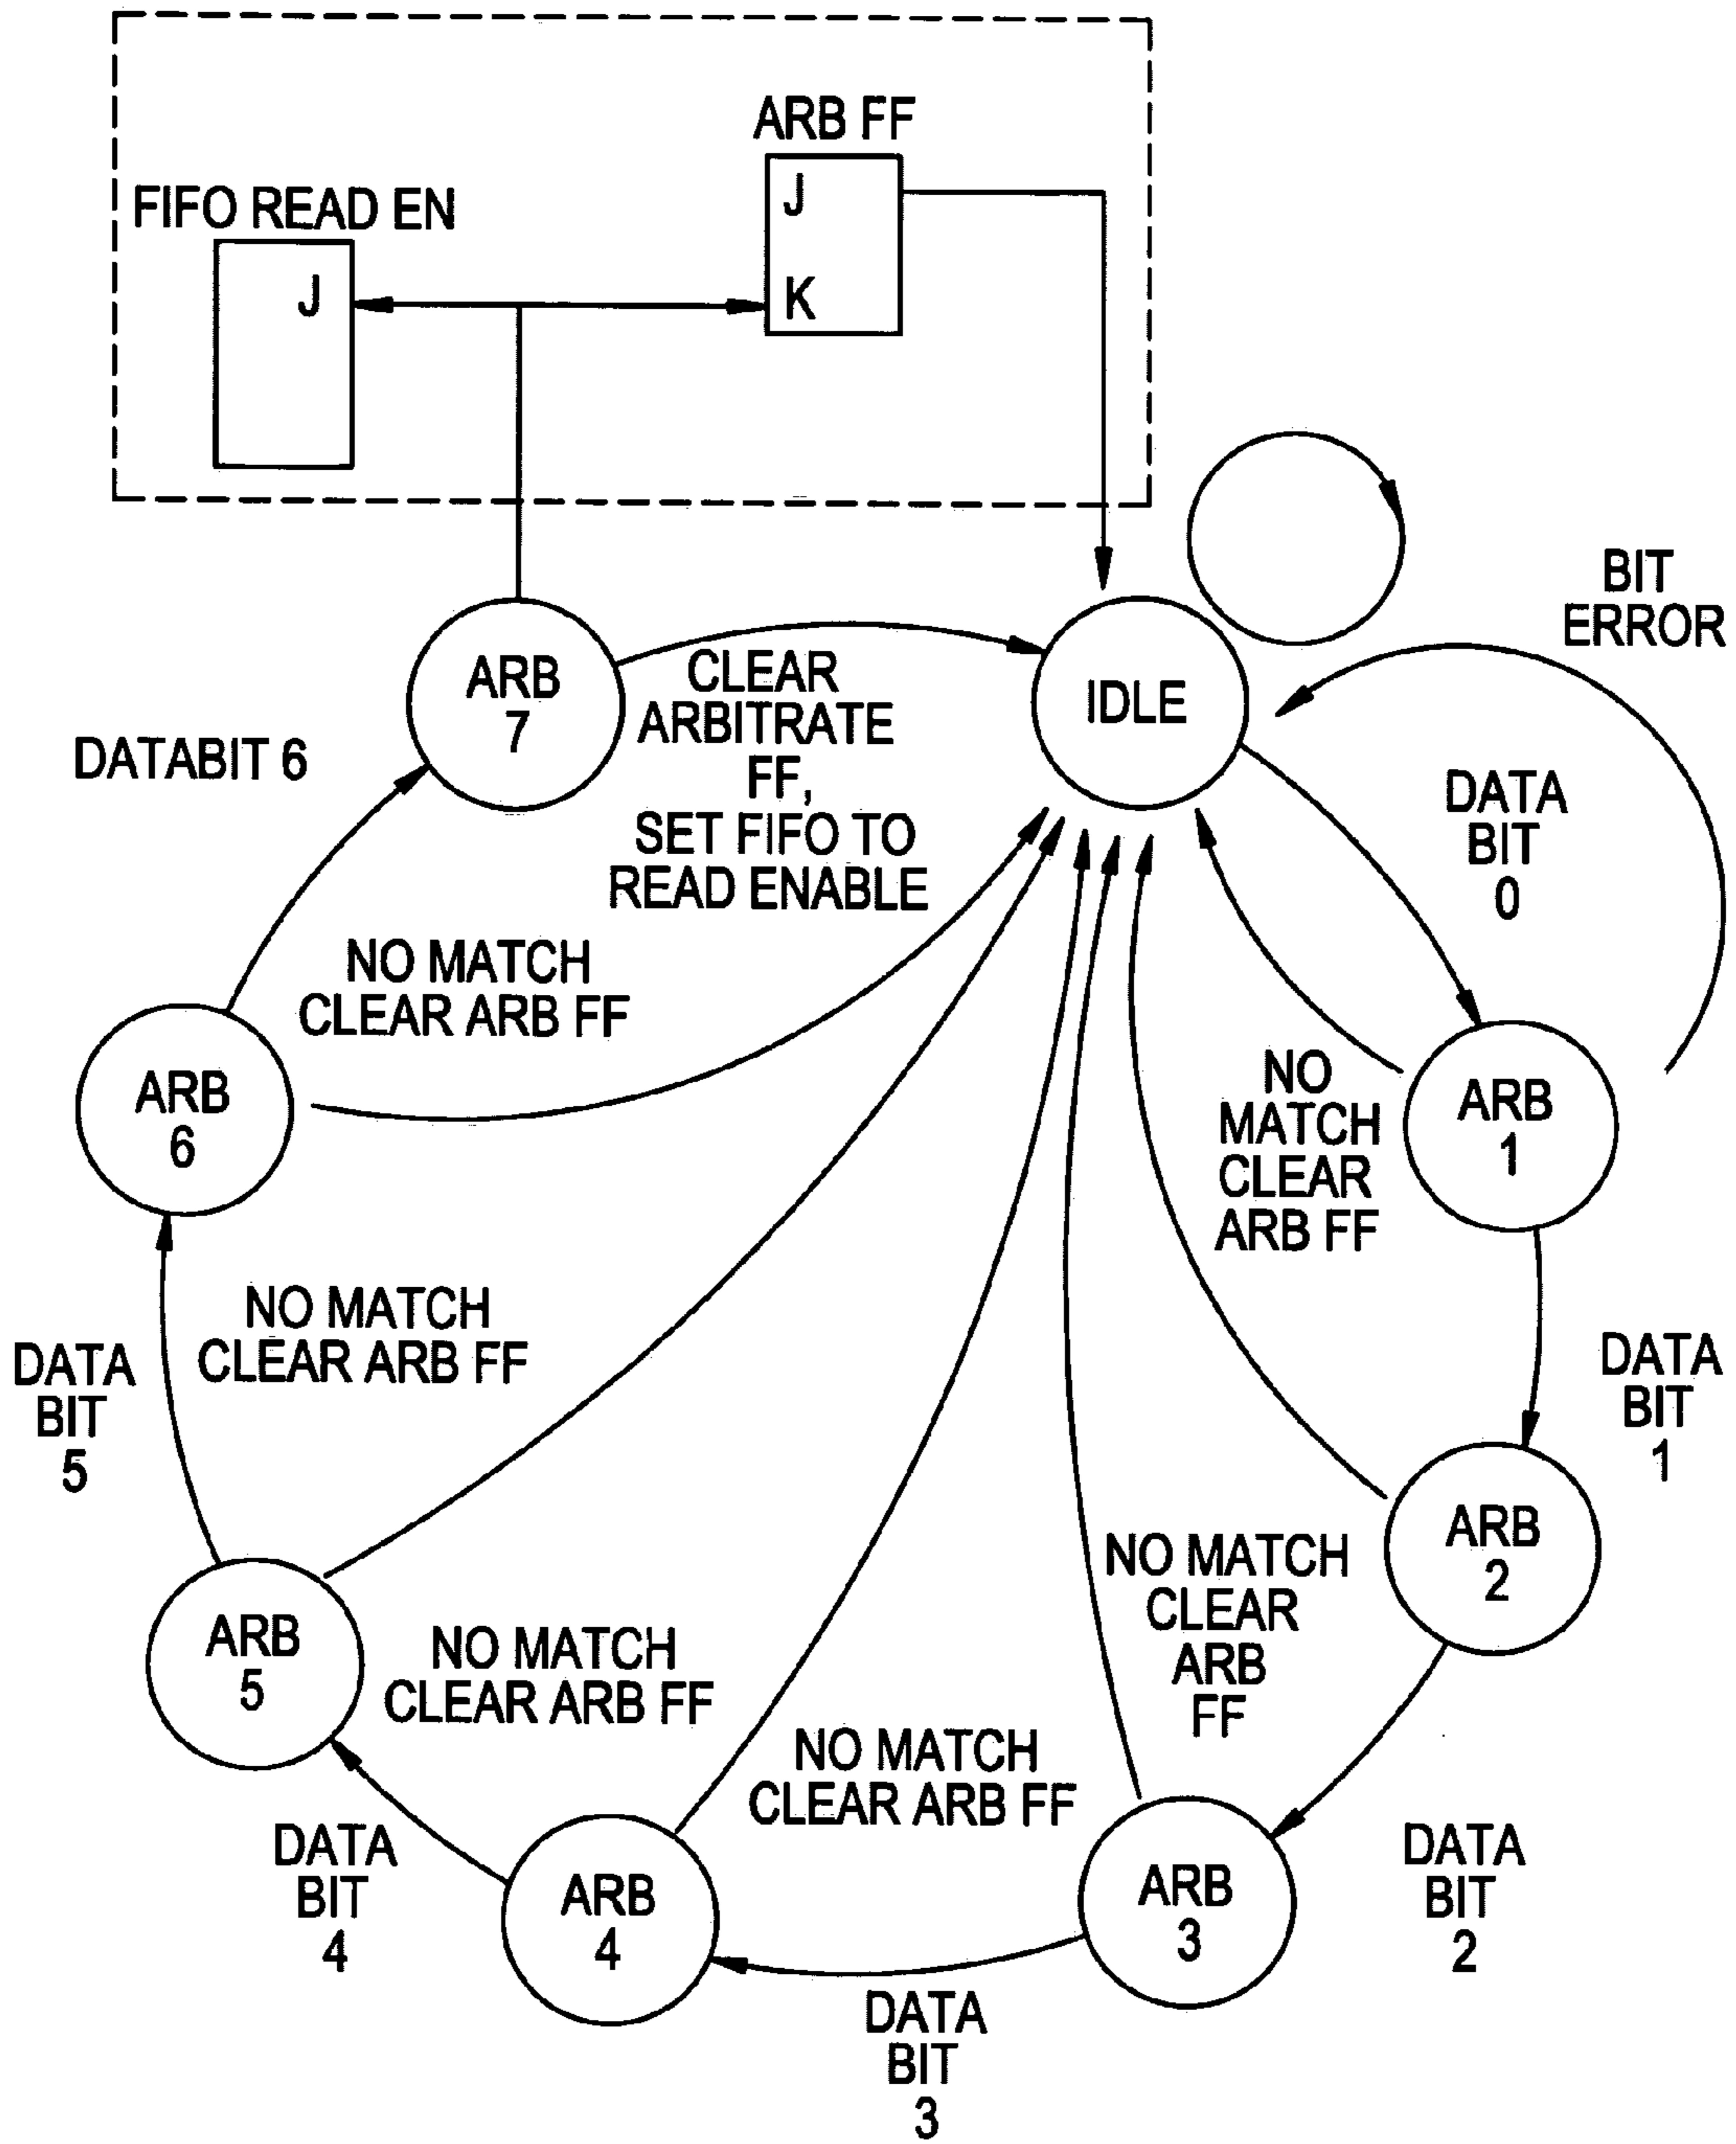 ARB FF
J
K
FIFO READ EN
J
BIT
ERROR
ARB
7
CLEAR
ARBITRATE
FF,
SET FIFO TO
READ ENABLE
IDLE
DATABIT 6
DATA
BIT
0
NO MATCH
CLEAR ARB FF
ARB
6
NO
MATCH
CLEAR
ARB FF
ARB
1
NO MATCH
CLEAR ARB FF
DATA
BIT
5
DATA
BIT
1
ARB
5
NO MATCH
CLEAR ARB FF
NO MATCH
CLEAR
ARB
FF
ARB
2
NO MATCH
CLEAR ARB FF
DATA
BIT
4
ARB
4
ARB
3
DATA
BIT
2
DATA
BIT
3